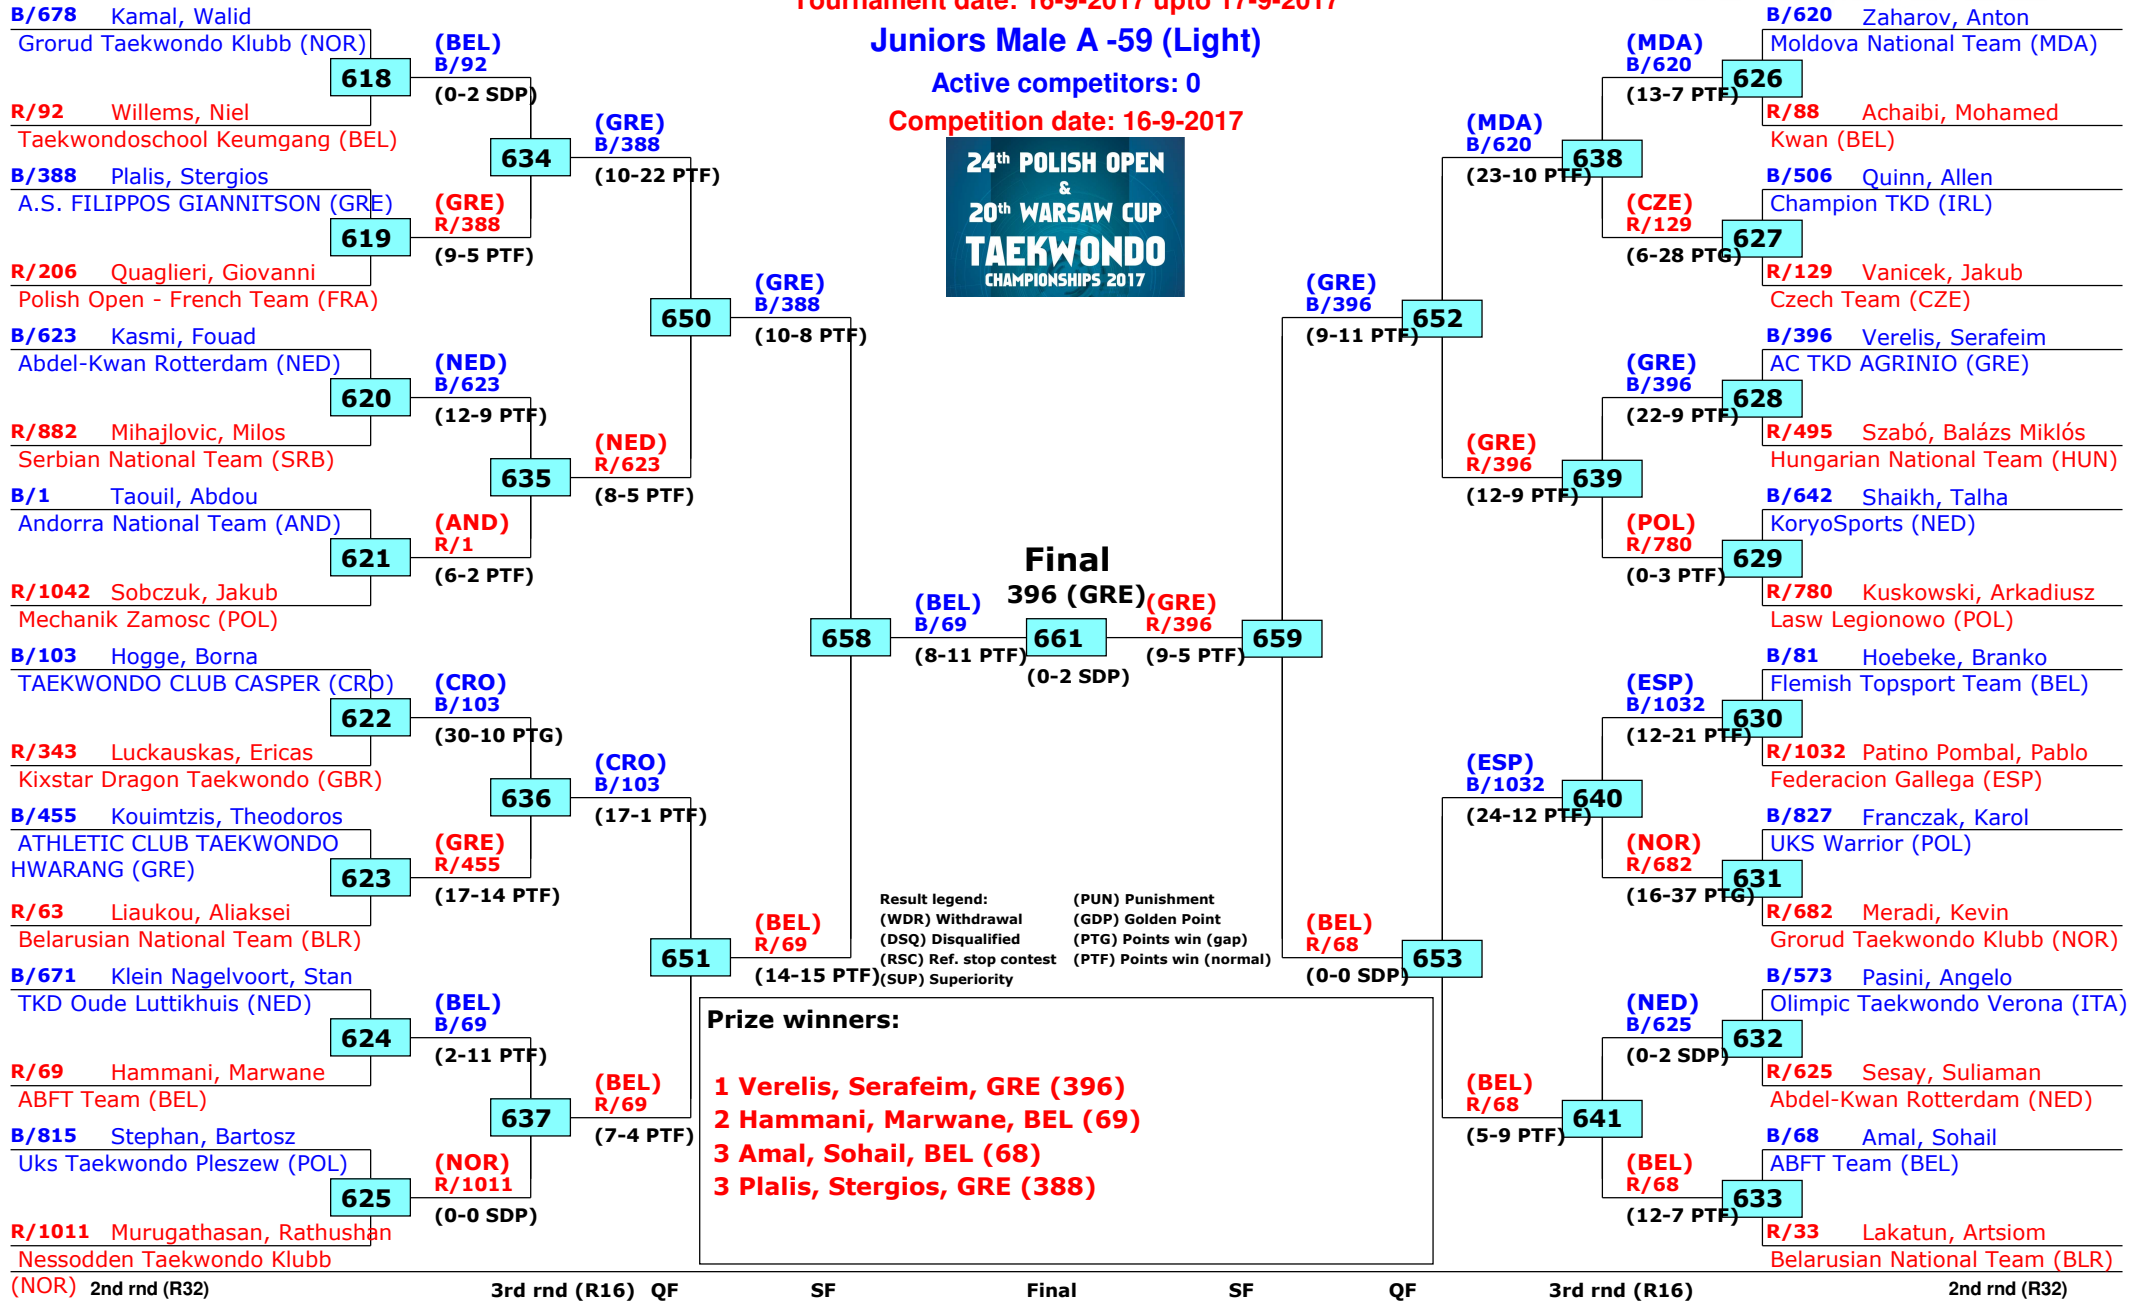 Tournament date: 16-9-2017 upto 17-9-2017
Juniors Male A -59 (Light)
Active competitors: 0
Competition date: 16-9-2017
24th POLISH OPEN
&
20th WARSAW CUP
TAEKWONDO
CHAMPIONSHIPS 2017
B/678 Kamal, Walid
Grorud Taekwondo Klubb (NOR)
618
R/92 Willems, Niel
Taekwondoschool Keumgang (BEL)
B/388 Plalis, Stergios
A.S. FILIPPOS GIANNITSON (GRE)
619
R/206 Quaglieri, Giovanni
Polish Open - French Team (FRA)
B/623 Kasmi, Fouad
Abdel-Kwan Rotterdam (NED)
620
R/882 Mihajlovic, Milos
Serbian National Team (SRB)
B/1 Taouil, Abdou
Andorra National Team (AND)
621
R/1042 Sobczuk, Jakub
Mechanik Zamosc (POL)
B/103 Hogge, Borna
TAEKWONDO CLUB CASPER (CRO)
622
R/343 Luckauskas, Ericas
Kixstar Dragon Taekwondo (GBR)
B/455 Kouimtzis, Theodoros
ATHLETIC CLUB TAEKWONDO
HWARANG (GRE)
623
R/63 Liaukou, Aliaksei
Belarusian National Team (BLR)
B/671 Klein Nagelvoort, Stan
TKD Oude Luttikhuis (NED)
624
R/69 Hammani, Marwane
ABFT Team (BEL)
B/815 Stephan, Bartosz
Uks Taekwondo Pleszew (POL)
625
R/1011 Murugathasan, Rathushan
Nessodden Taekwondo Klubb
(NOR)
(BEL)
B/92
(0-2 SDP)
634
(GRE)
R/388
(9-5 PTF)
(NED)
B/623
(12-9 PTF)
635
(AND)
R/1
(6-2 PTF)
(CRO)
B/103
(30-10 PTG)
636
(GRE)
R/455
(17-14 PTF)
(BEL)
B/69
(2-11 PTF)
637
(NOR)
R/1011
(0-0 SDP)
(GRE)
B/388
(10-22 PTF)
650
(NED)
R/623
(8-5 PTF)
(CRO)
B/103
(17-1 PTF)
651
(BEL)
R/69
(7-4 PTF)
(GRE)
B/388
(10-8 PTF)
658
(BEL)
R/69
(14-15 PTF)
(BEL)
B/69
(8-11 PTF)
Final
396 (GRE)
661
(0-2 SDP)
(GRE)
R/396
(9-5 PTF)
659
(GRE)
B/396
(9-11 PTF)
652
(BEL)
R/68
(0-0 SDP)
653
(MDA)
B/620
(23-10 PTF)
638
(GRE)
R/396
(12-9 PTF)
639
(ESP)
B/1032
(24-12 PTF)
640
(BEL)
R/68
(5-9 PTF)
641
(MDA)
B/620
(13-7 PTF)
(CZE)
R/129
(6-28 PTG)
(GRE)
B/396
(22-9 PTF)
(POL)
R/780
(0-3 PTF)
(ESP)
B/1032
(12-21 PTF)
(NOR)
R/682
(16-37 PTG)
(NED)
B/625
(0-2 SDP)
(BEL)
R/68
(12-7 PTF)
B/620 Zaharov, Anton
Moldova National Team (MDA)
626
R/88 Achaibi, Mohamed
Kwan (BEL)
B/506 Quinn, Allen
Champion TKD (IRL)
627
R/129 Vanicek, Jakub
Czech Team (CZE)
B/396 Verelis, Serafeim
AC TKD AGRINIO (GRE)
628
R/495 Szabó, Balázs Miklós
Hungarian National Team (HUN)
B/642 Shaikh, Talha
KoryoSports (NED)
629
R/780 Kuskowski, Arkadiusz
Lasw Legionowo (POL)
B/81 Hoebeke, Branko
Flemish Topsport Team (BEL)
630
R/1032 Patino Pombal, Pablo
Federacion Gallega (ESP)
B/827 Franczak, Karol
UKS Warrior (POL)
631
R/682 Meradi, Kevin
Grorud Taekwondo Klubb (NOR)
B/573 Pasini, Angelo
Olimpic Taekwondo Verona (ITA)
632
R/625 Sesay, Suliaman
Abdel-Kwan Rotterdam (NED)
B/68 Amal, Sohail
ABFT Team (BEL)
633
R/33 Lakatun, Artsiom
Belarusian National Team (BLR)
Result legend: (PUN) Punishment
(WDR) Withdrawal (GDP) Golden Point
(DSQ) Disqualified (PTG) Points win (gap)
(RSC) Ref. stop contest (PTF) Points win (normal)
(SUP) Superiority
Prize winners:
1 Verelis, Serafeim, GRE (396)
2 Hammani, Marwane, BEL (69)
3 Amal, Sohail, BEL (68)
3 Plalis, Stergios, GRE (388)
2nd rnd (R32) 3rd rnd (R16) QF SF Final SF QF 3rd rnd (R16) 2nd rnd (R32)